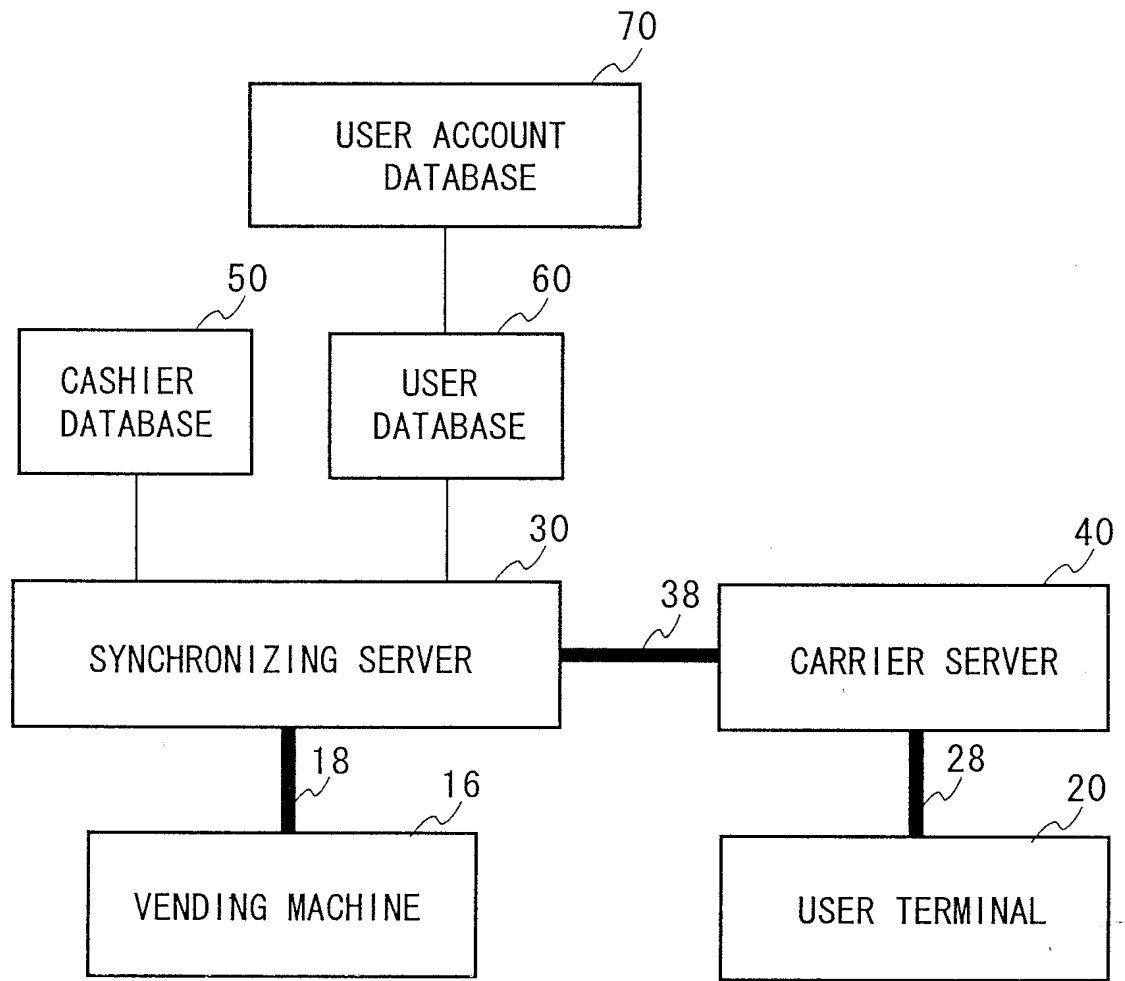 70
USER ACCOUNT
DATABASE
50
60
CASHIER
DATABASE
USER
DATABASE
30
40
38
SYNCHRONIZING SERVER
CARRIER SERVER
18
28
16
20
VENDING MACHINE
USER TERMINAL